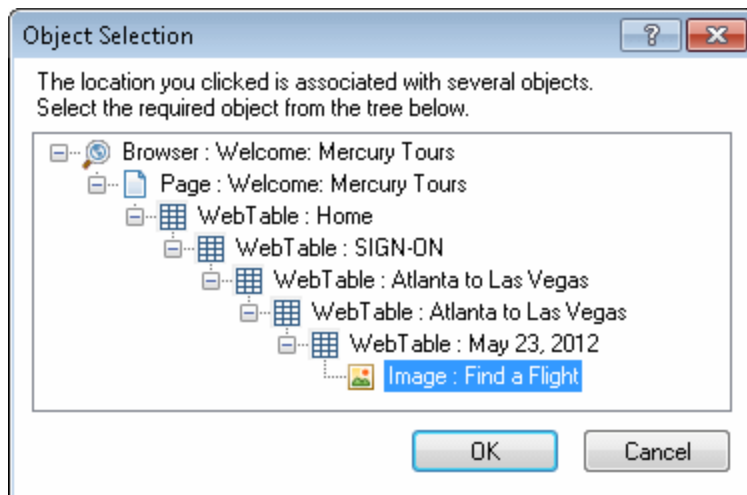 Object Selection
The location you clicked is associated with several objects.
Select the required object from the tree below.
Browser : Welcome: Mercury Tours
Page : Welcome: Mercury Tours
WebTable : Home
WebTable : SIGN-ON
WebTable : Atlanta to Las Vegas
WebTable : Atlanta to Las Vegas
WebTable : May 23, 2012
Image : Find a Flight
OK Cancel